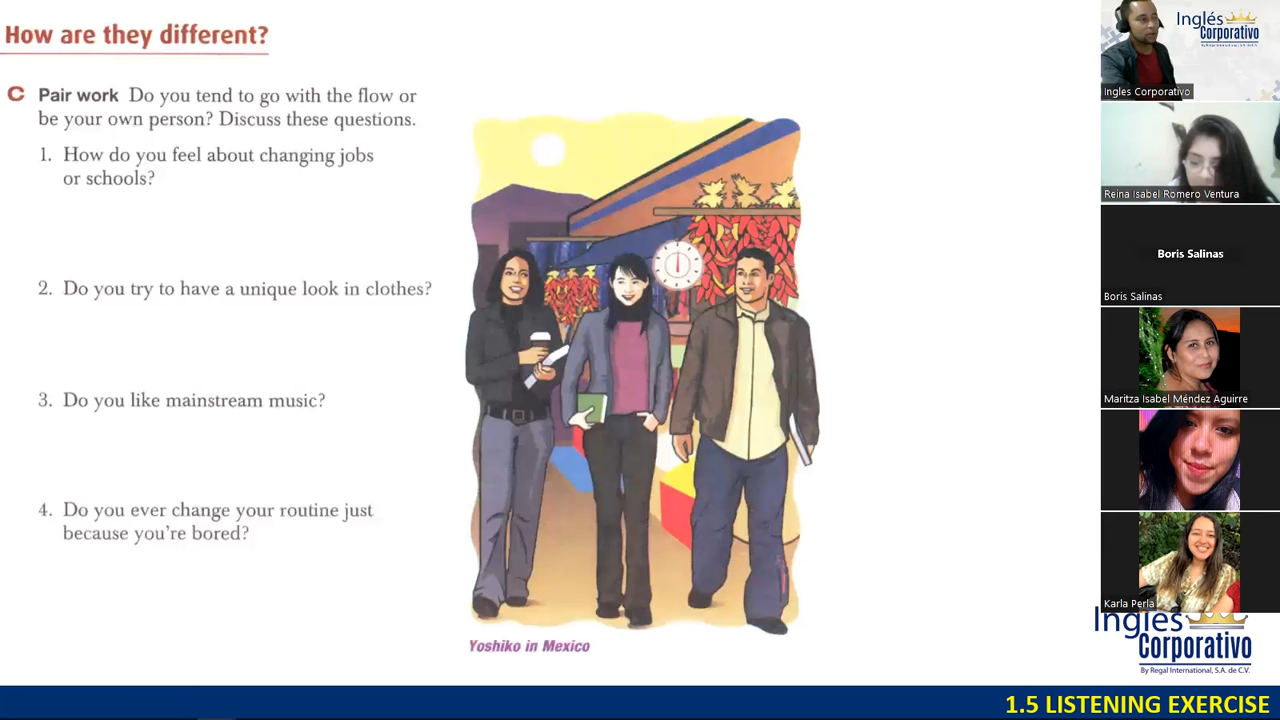 How are they different?
C Pair work Do you tend to go with the flow or
be your own person? Discuss these questions.
1. How do you feel about changing jobs
or schools?
2. Do you try to have a unique look in clothes?
3. Do you like mainstream music?
4. Do you ever change your routine just
because you're bored?
Yoshiko in Mexico
Inglés
Corporativo
By Regal International, S.A. de C.V.
Ingles Corporativo
Reina Isabel Romero Ventura
Boris Salinas
Boris Salinas
Maritza Isabel Méndez Aguirre
Karla Perla
Inglés
Corporativo
By Regal International, S.A. de C.V.
1.5 LISTENING EXERCISE